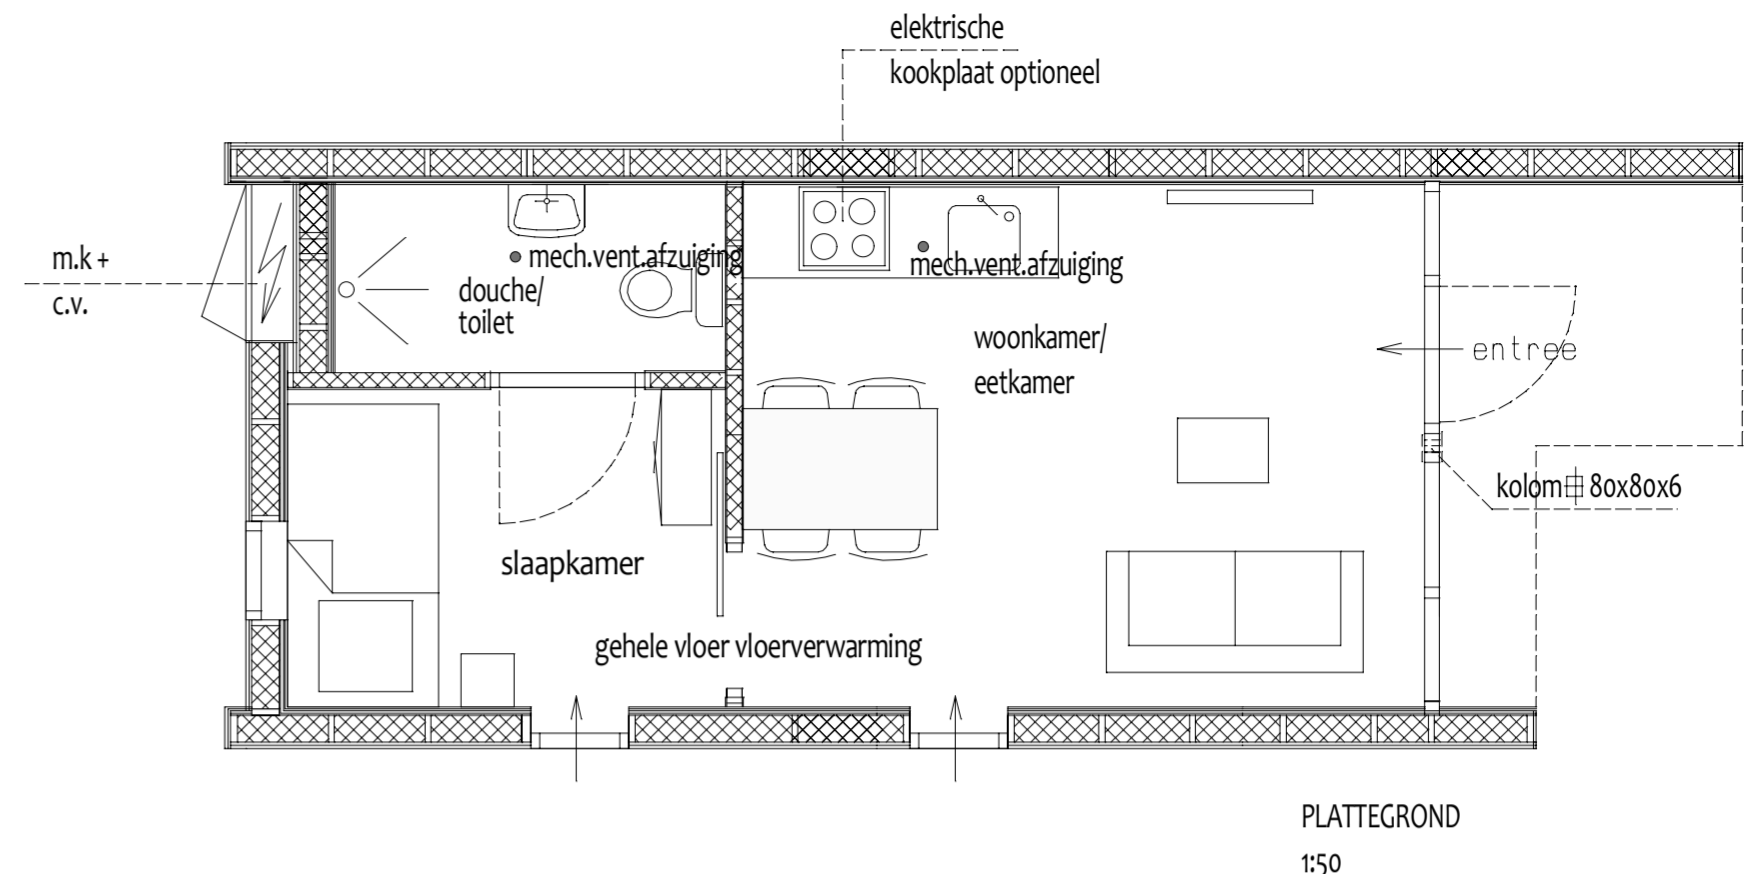 elektrische
kookplaat optioneel
m.k +
c.v.
mech.vent.afzuiging
douche/
toilet
mech.vent.afzuiging
woonkamer/
eetkamer
entree
kolom 80x80x6
slaapkamer
gehele vloer vloerverwarming
PLATTEGROND
1:50